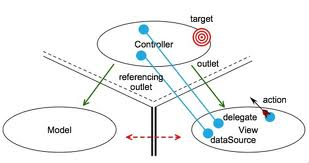 target
Controller
outlet
referencing
outlet
action
delegate
Model
View
dataSource